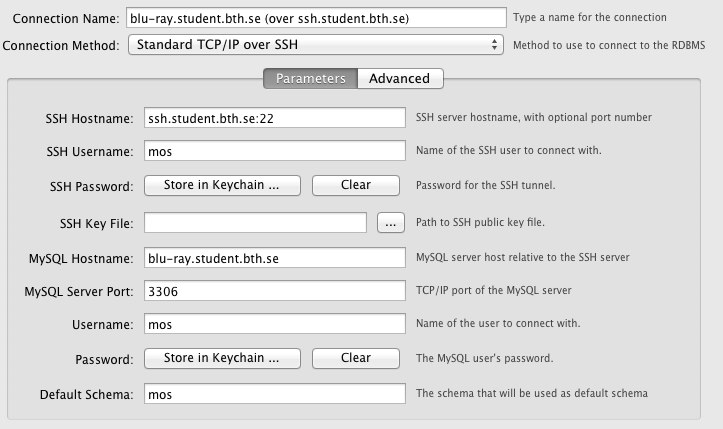 Connection Name: blu-ray.student.bth.se (over ssh.student.bth.se) Type a name for the connection
Connection Method: Standard TCP/IP over SSH Method to use to connect to the RDBMS
Parameters Advanced
SSH Hostname: ssh.student.bth.se:22 SSH server hostname, with optional port number
SSH Username: mos Name of the SSH user to connect with.
SSH Password: Store in Keychain ... Clear Password for the SSH tunnel.
SSH Key File: ... Path to SSH public key file.
MySQL Hostname: blu-ray.student.bth.se MySQL server host relative to the SSH server
MySQL Server Port: 3306 TCP/IP port of the MySQL server
Username: mos Name of the user to connect with.
Password: Store in Keychain ... Clear The MySQL user's password.
Default Schema: mos The schema that will be used as default schema